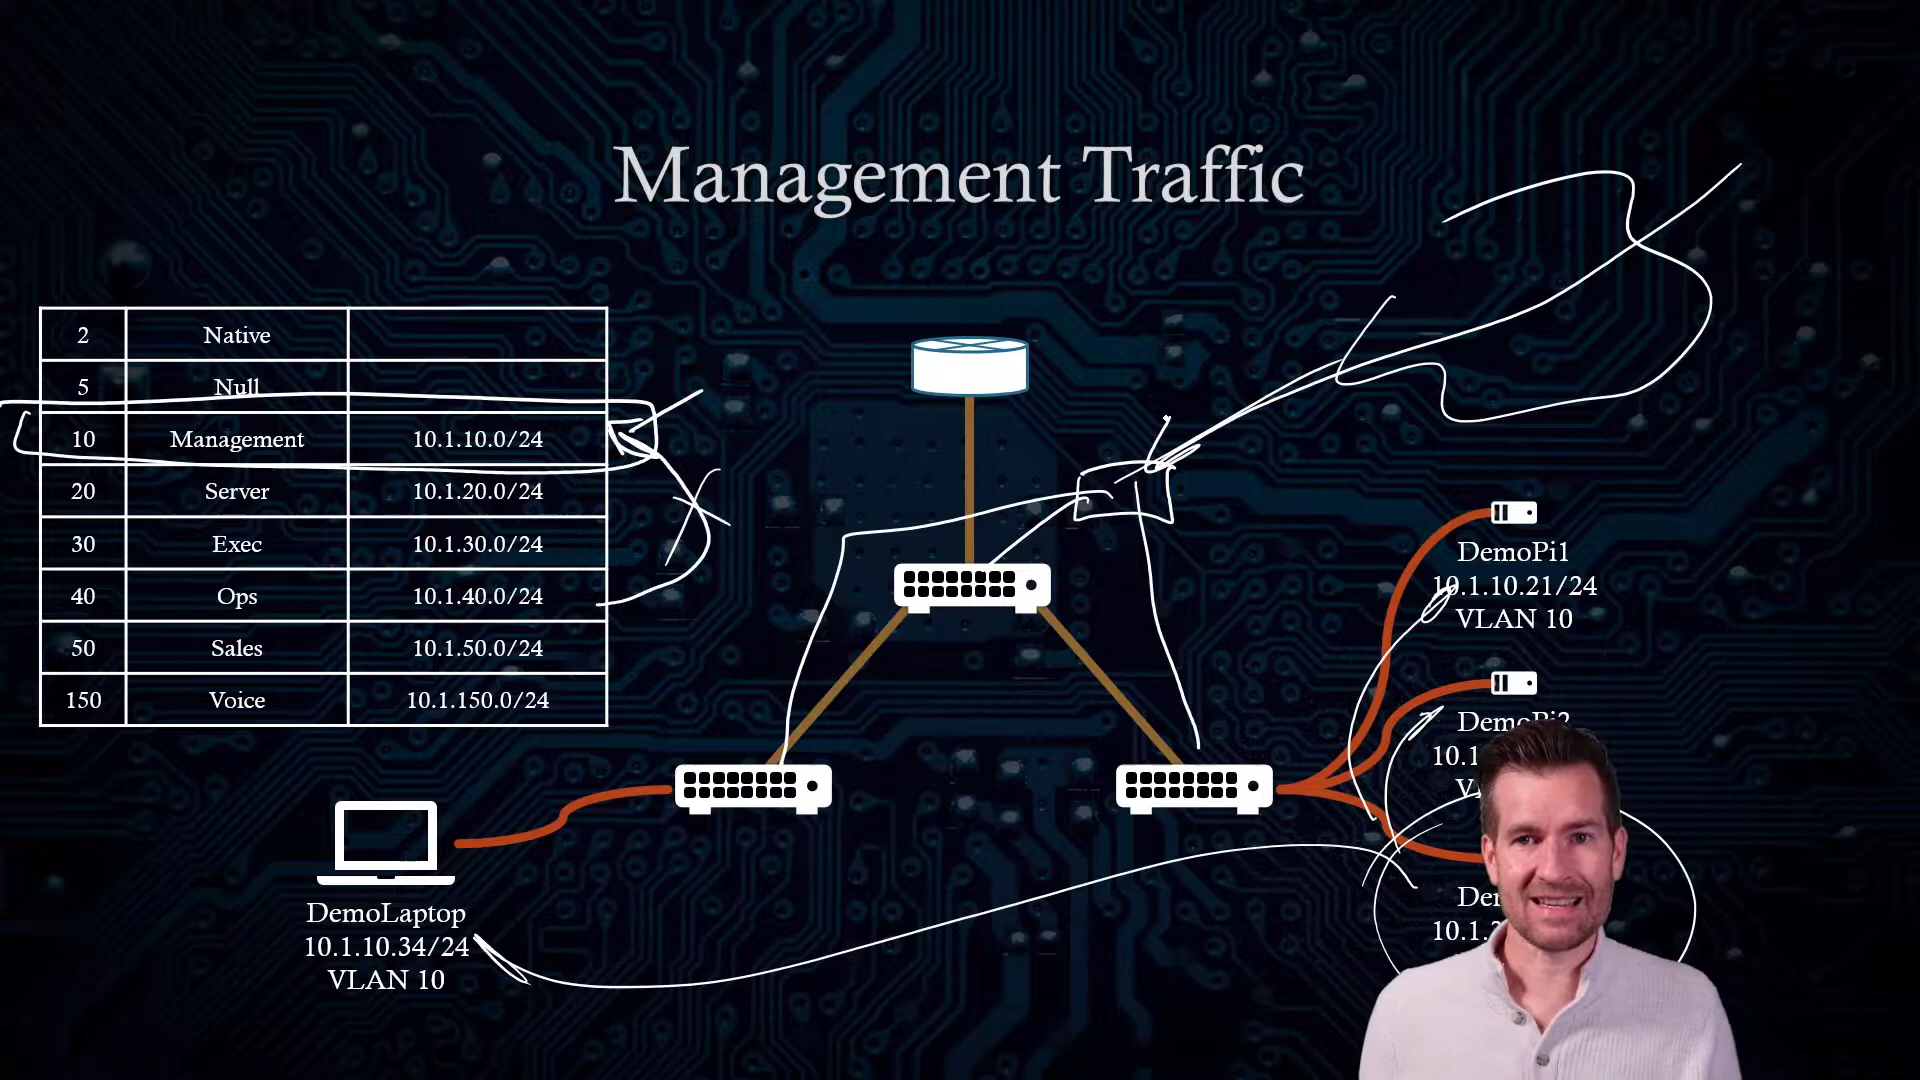 Management Traffic
2 Native
5 Null
10 Management 10.1.10.0/24
20 Server 10.1.20.0/24
30 Exec 10.1.30.0/24
40 Ops 10.1.40.0/24
50 Sales 10.1.50.0/24
150 Voice 10.1.150.0/24
DemoPi1
10.1.10.21/24
VLAN 10
DemoPi2
10.1
DemoLaptop
10.1.10.34/24
VLAN 10